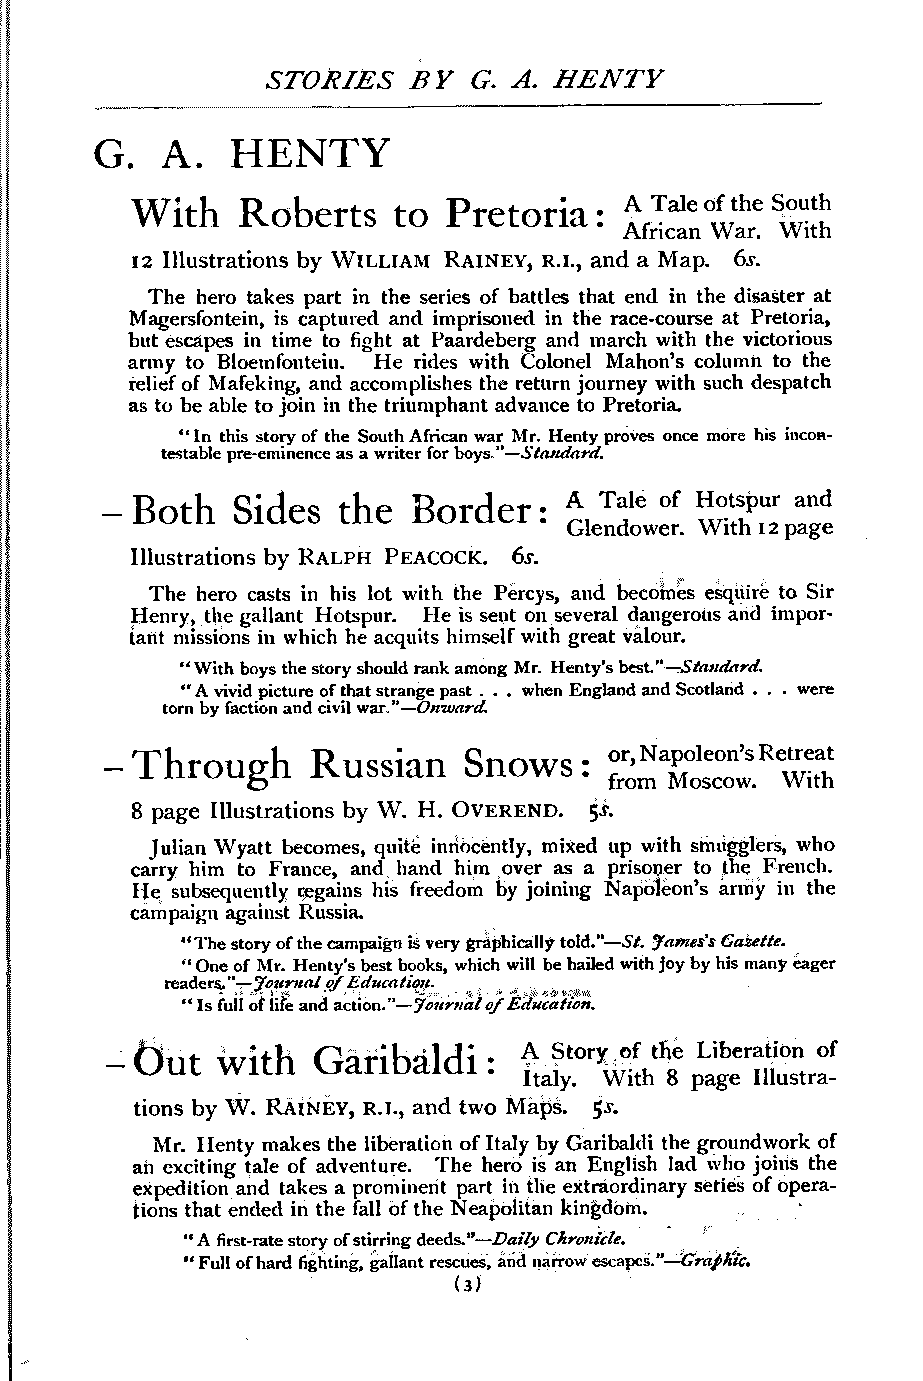 STORIES BY G. A. HENTY
G. A. HENTY
With Roberts to Pretoria: A Tale of the South
African War. With
12 Illustrations by WILLIAM RAINEY, R.I., and a Map. 6s.
The hero takes part in the series of battles that end in the disaster at
Magersfontein, is captured and imprisoned in the race-course at Pretoria,
but escapes in time to fight at Paardeberg and march with the victorious
army to Bloemfontein. He rides with Colonel Mahon's column to the
relief of Mafeking, and accomplishes the return journey with such despatch
as to be able to join in the triumphant advance to Pretoria.
"In this story of the South African war Mr. Henty proves once more his incon-
testable pre-eminence as a writer for boys."—Standard.
—Both Sides the Border: A Tale of Hotspur and
Glendower. With 12 page
Illustrations by RALPH PEACOCK. 6s.
The hero casts in his lot with the Percys, and becomes esquire to Sir
Henry, the gallant Hotspur. He is sent on several dangerous and impor-
tant missions in which he acquits himself with great valour.
"With boys the story should rank among Mr. Henty's best."—Standard.
"A vivid picture of that strange past . . . when England and Scotland . . . were
torn by faction and civil war."—Onward.
—Through Russian Snows: or, Napoleon's Retreat
from Moscow. With
8 page Illustrations by W. H. OVEREND. 5s.
Julian Wyatt becomes, quite innocently, mixed up with smugglers, who
carry him to France, and hand him over as a prisoner to the French.
He subsequently regains his freedom by joining Napoleon's army in the
campaign against Russia.
"The story of the campaign is very graphically told."—St. James's Gazette.
"One of Mr. Henty's best books, which will be hailed with joy by his many eager
readers."—Journal of Education.
"Is full of life and action."—Journal of Education.
—Out with Garibaldi: A Story of the Liberation of
Italy. With 8 page Illustra-
tions by W. RAINEY, R.I., and two Maps. 5s.
Mr. Henty makes the liberation of Italy by Garibaldi the groundwork of
an exciting tale of adventure. The hero is an English lad who joins the
expedition and takes a prominent part in the extraordinary series of opera-
tions that ended in the fall of the Neapolitan kingdom.
"A first-rate story of stirring deeds."—Daily Chronicle.
"Full of hard fighting, gallant rescues, and narrow escapes."—Graphic.
(3)